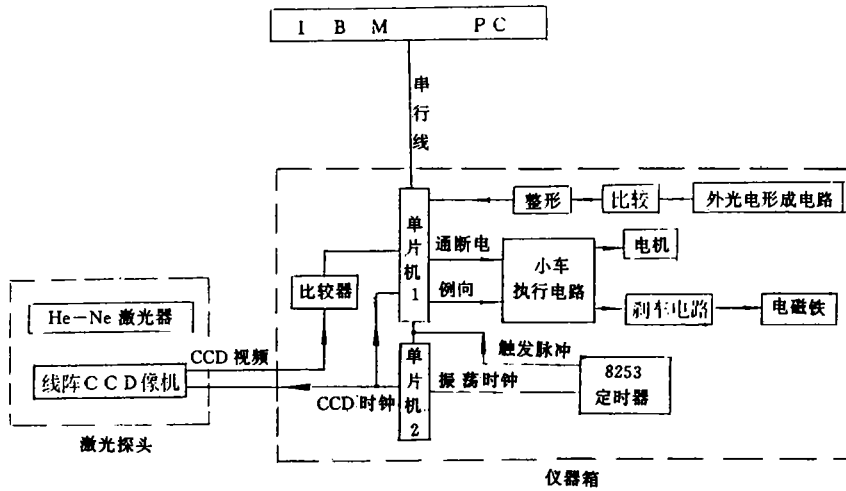 IBM PC
串行线
整形
比较
外光电形成电路
单片机1
通断电
例向
小车
执行电路
电机
刹车电路
电磁铁
比较器
He-Ne 激光器
线阵CCD像机
激光探头
CCD 视频
CCD 时钟
单片机2
触发脉冲
振荡时钟
8253
定时器
仪器箱